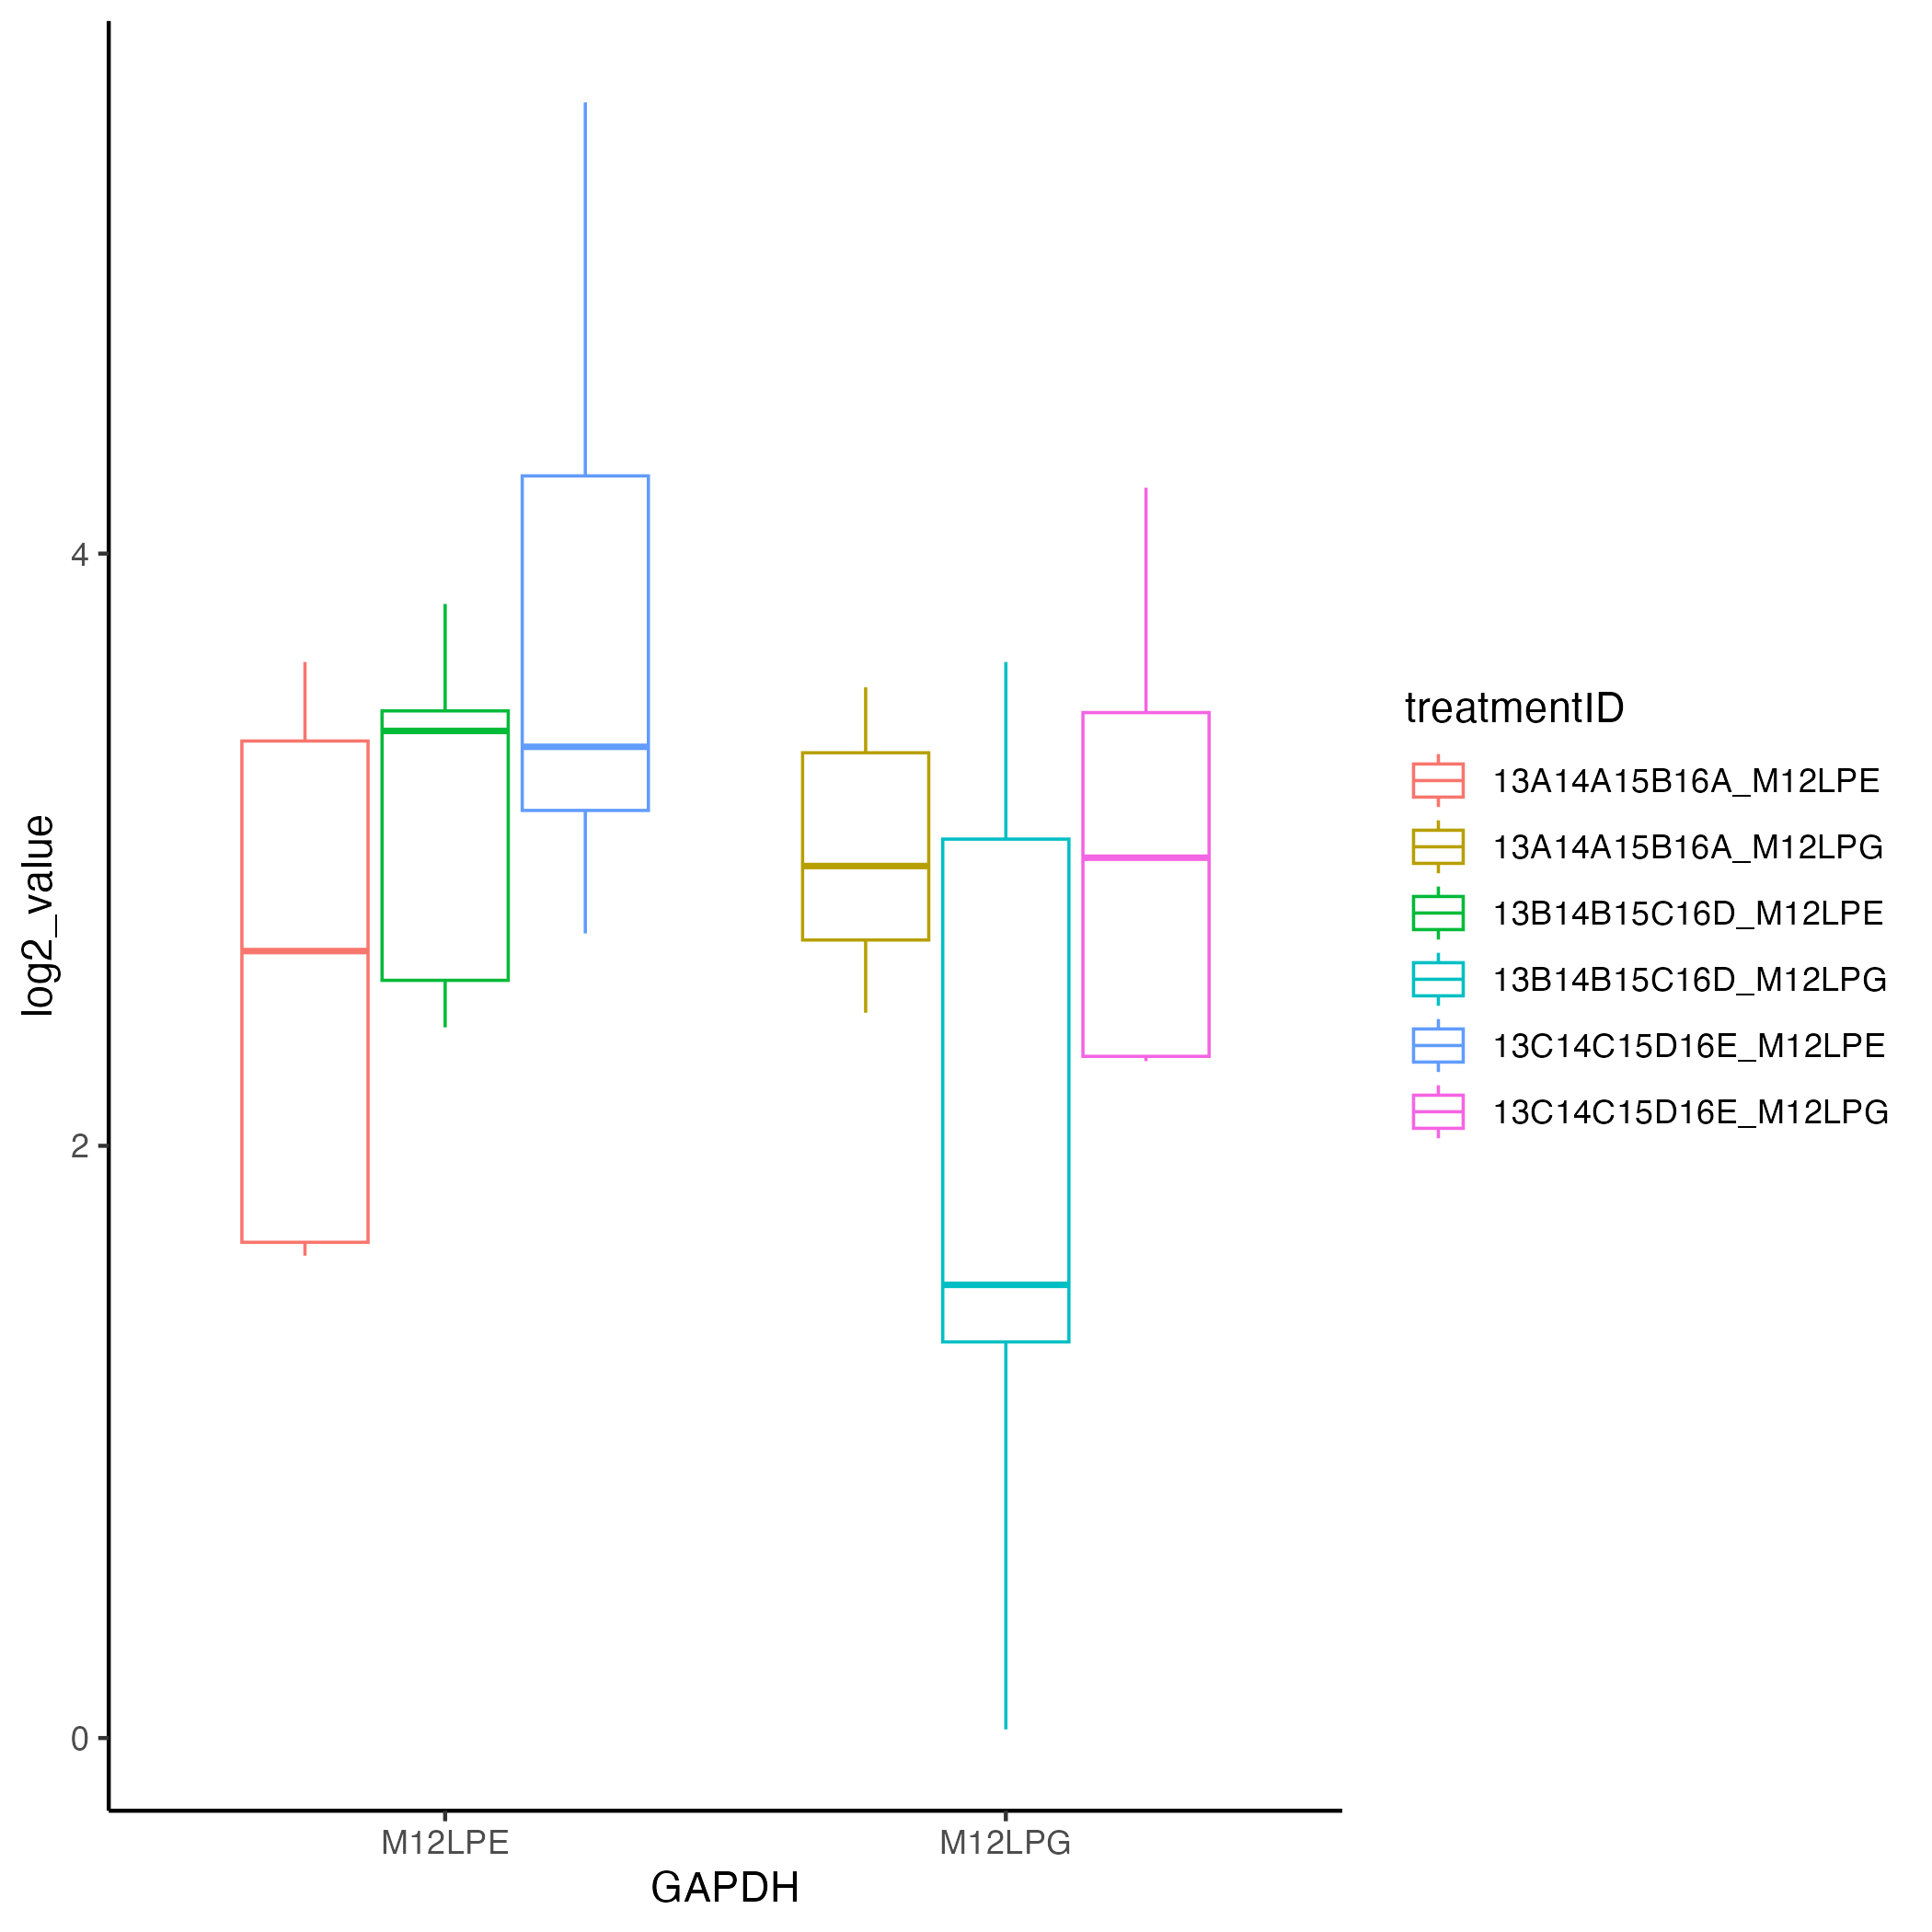 log2_value
4
2
0
M12LPE
M12LPG
GAPDH
treatmentID
13A14A15B16A_M12LPE
13A14A15B16A_M12LPG
13B14B15C16D_M12LPE
13B14B15C16D_M12LPG
13C14C15D16E_M12LPE
13C14C15D16E_M12LPG